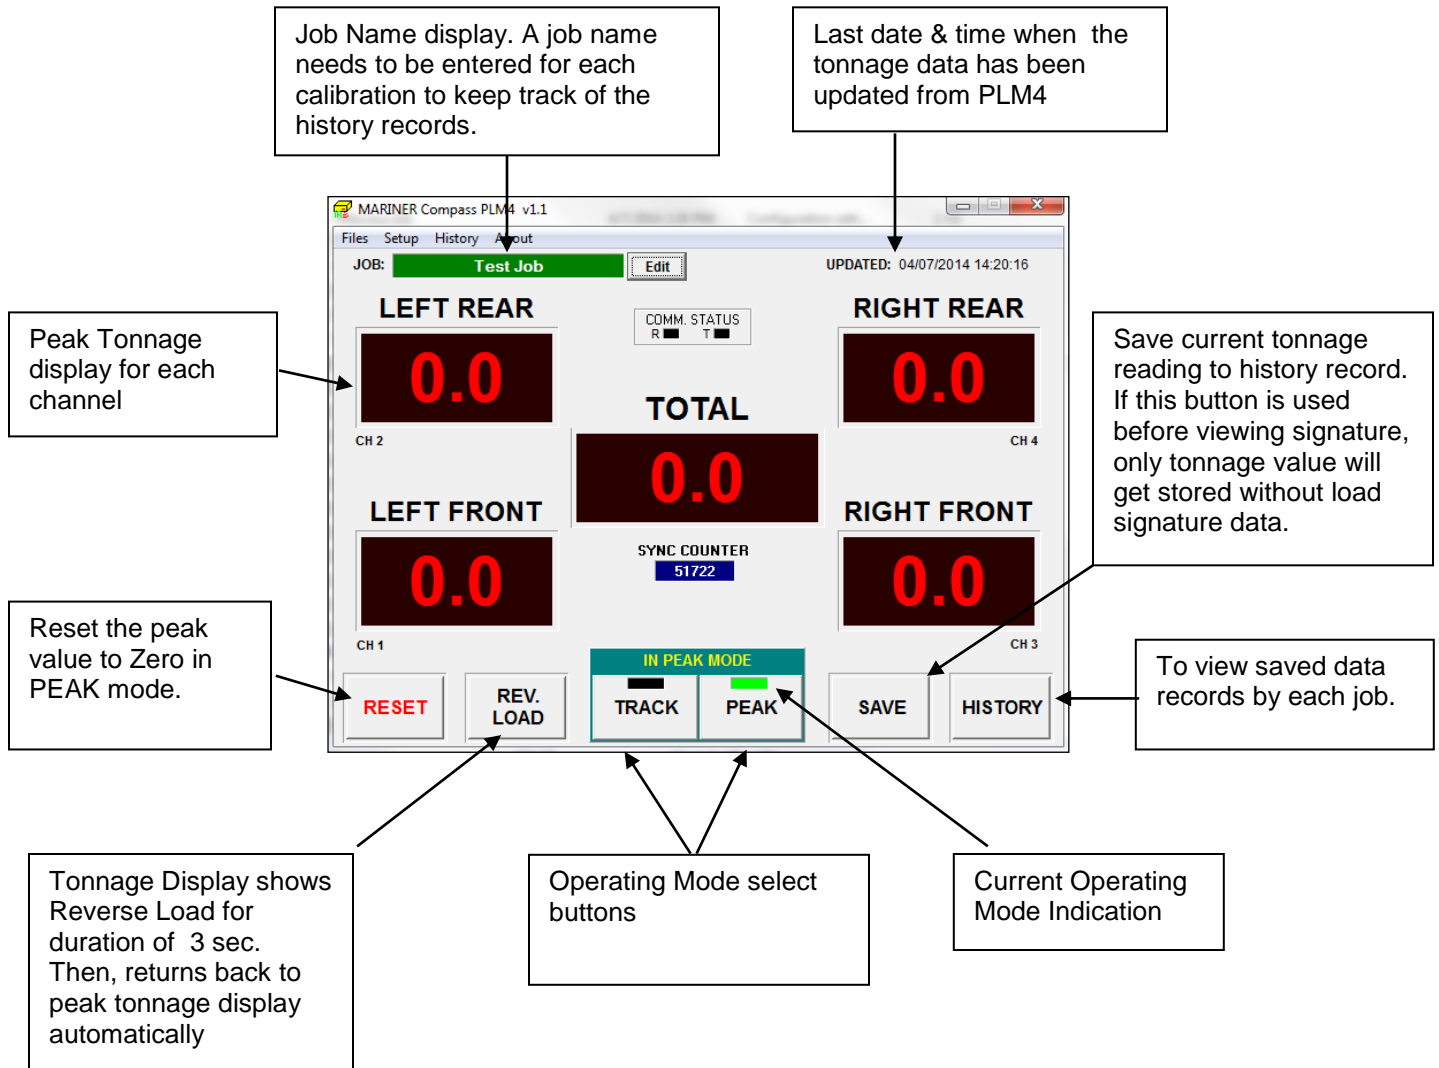 Job Name display. A job name
needs to be entered for each
calibration to keep track of the
history records.
Last date & time when the
tonnage data has been
updated from PLM4
MARINER Compass PLM4 v1.1
Files Setup History About
JOB: Test Job Edit UPDATED: 04/07/2014 14:20:16
LEFT REAR
0.0
CH 2
COMM. STATUS
R T
RIGHT REAR
0.0
CH 4
TOTAL
0.0
LEFT FRONT
0.0
CH 1
SYNC COUNTER
51722
RIGHT FRONT
0.0
CH 3
IN PEAK MODE
RESET
REV.
LOAD
TRACK
PEAK
SAVE
HISTORY
Peak Tonnage
display for each
channel
Save current tonnage
reading to history record.
If this button is used
before viewing signature,
only tonnage value will
get stored without load
signature data.
Reset the peak
value to Zero in
PEAK mode.
To view saved data
records by each job.
Tonnage Display shows
Reverse Load for
duration of 3 sec.
Then, returns back to
peak tonnage display
automatically
Operating Mode select
buttons
Current Operating
Mode Indication